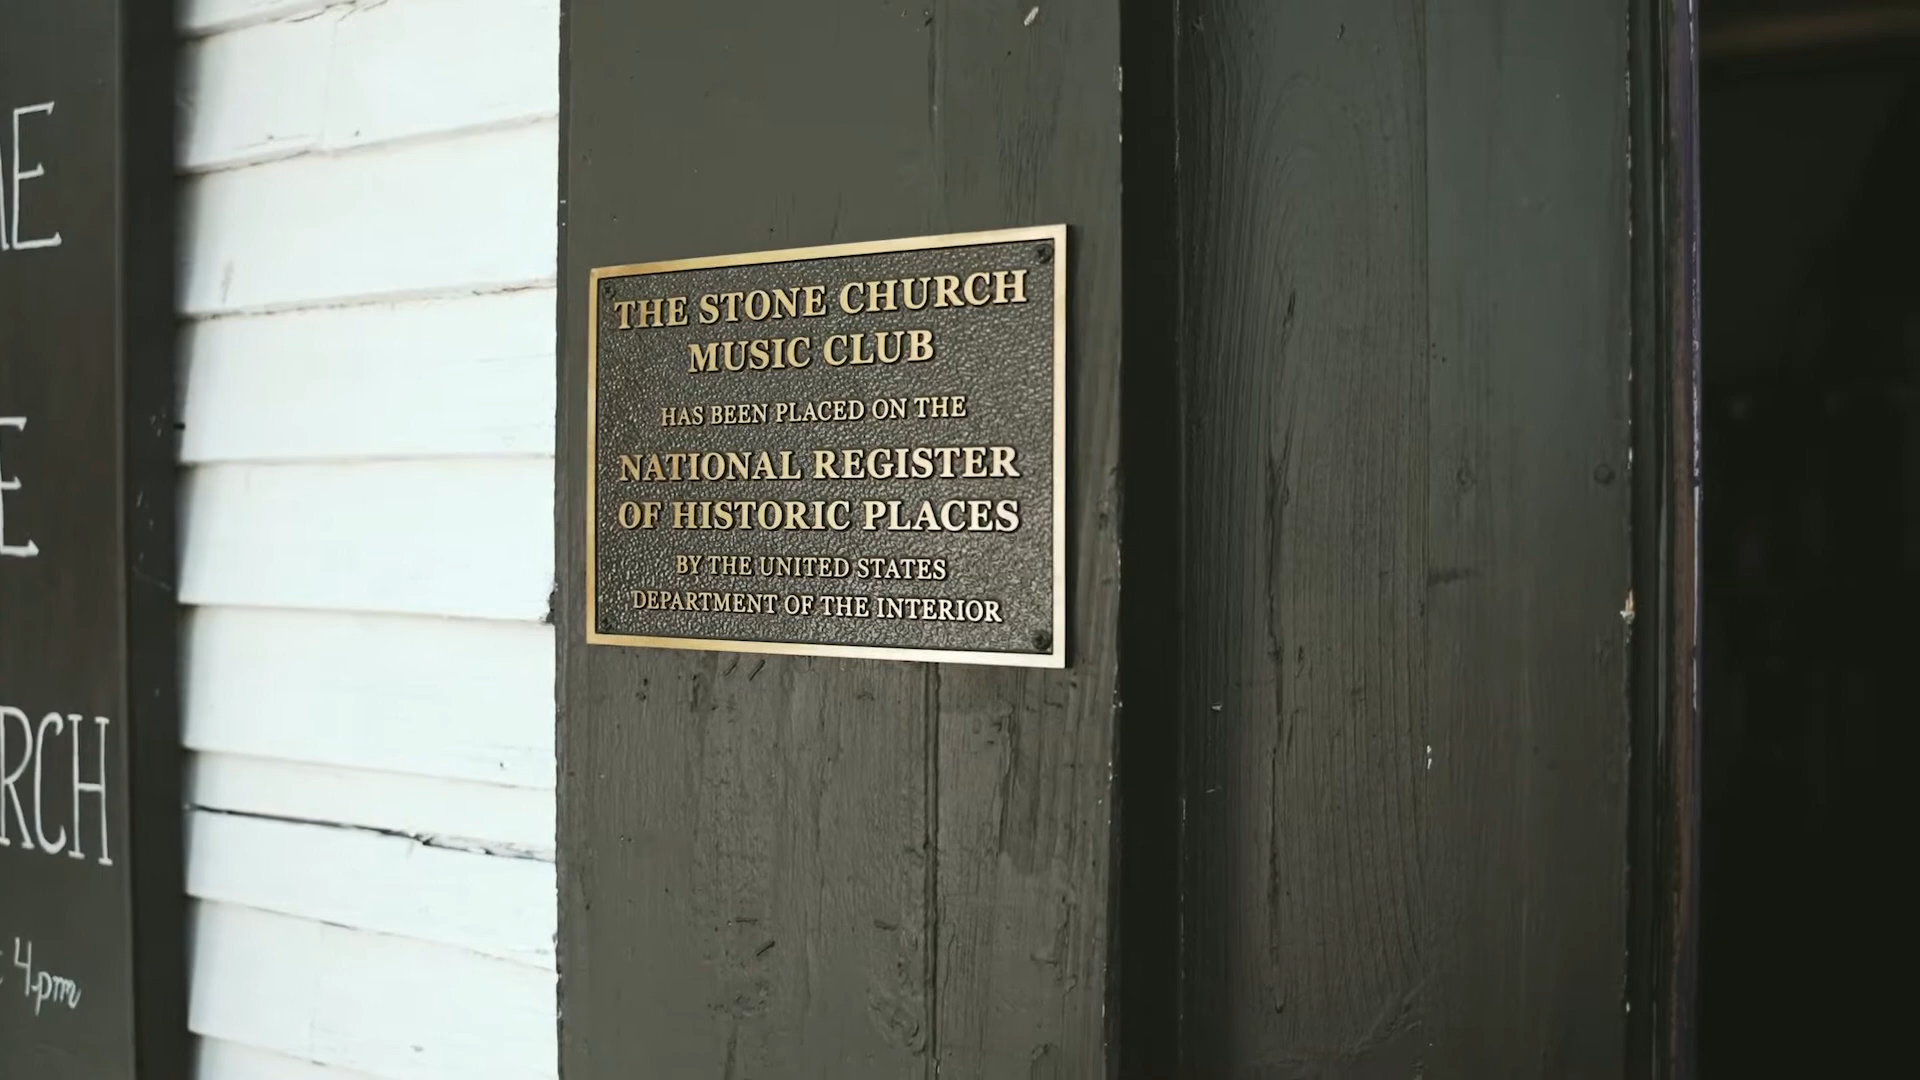 THE STONE CHURCH
MUSIC CLUB
HAS BEEN PLACED ON THE
NATIONAL REGISTER
OF HISTORIC PLACES
BY THE UNITED STATES
DEPARTMENT OF THE INTERIOR
4pm